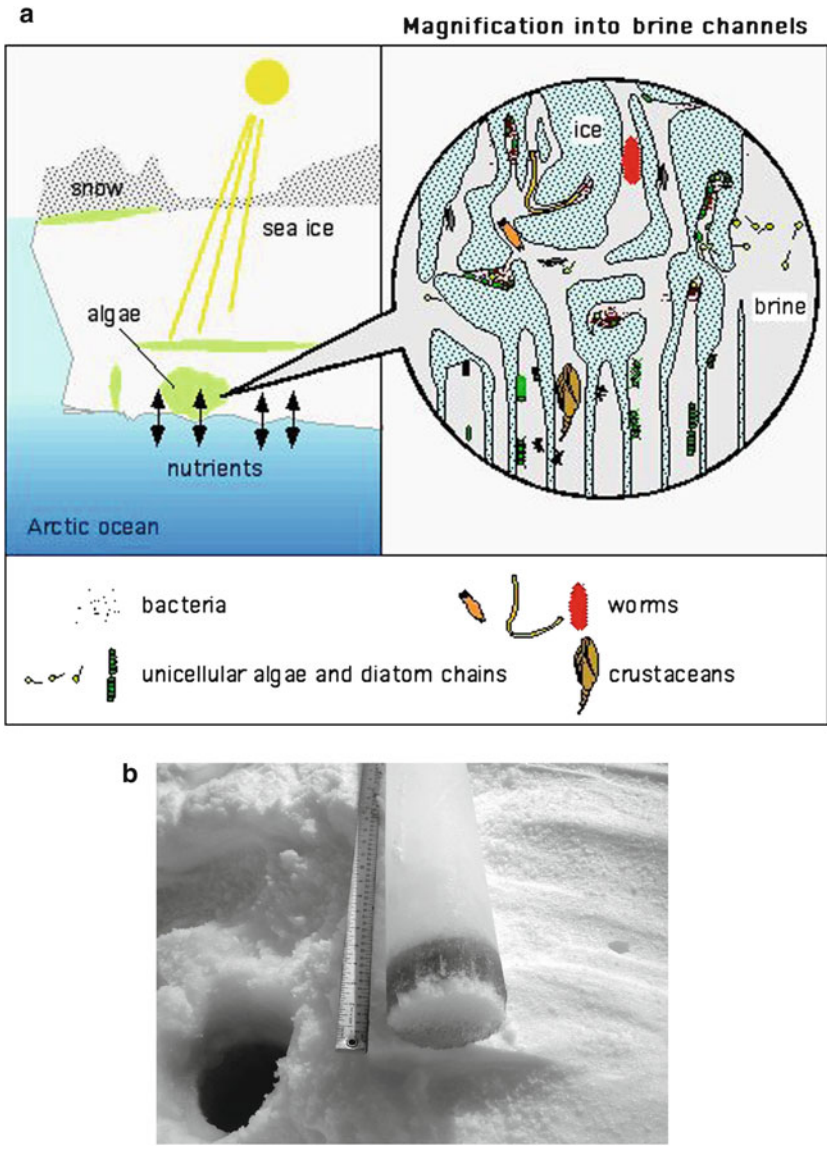 a
Magnification into brine channels
snow
sea ice
algae
nutrients
Arctic ocean
ice
brine
bacteria
worms
unicellular algae and diatom chains
crustaceans
b